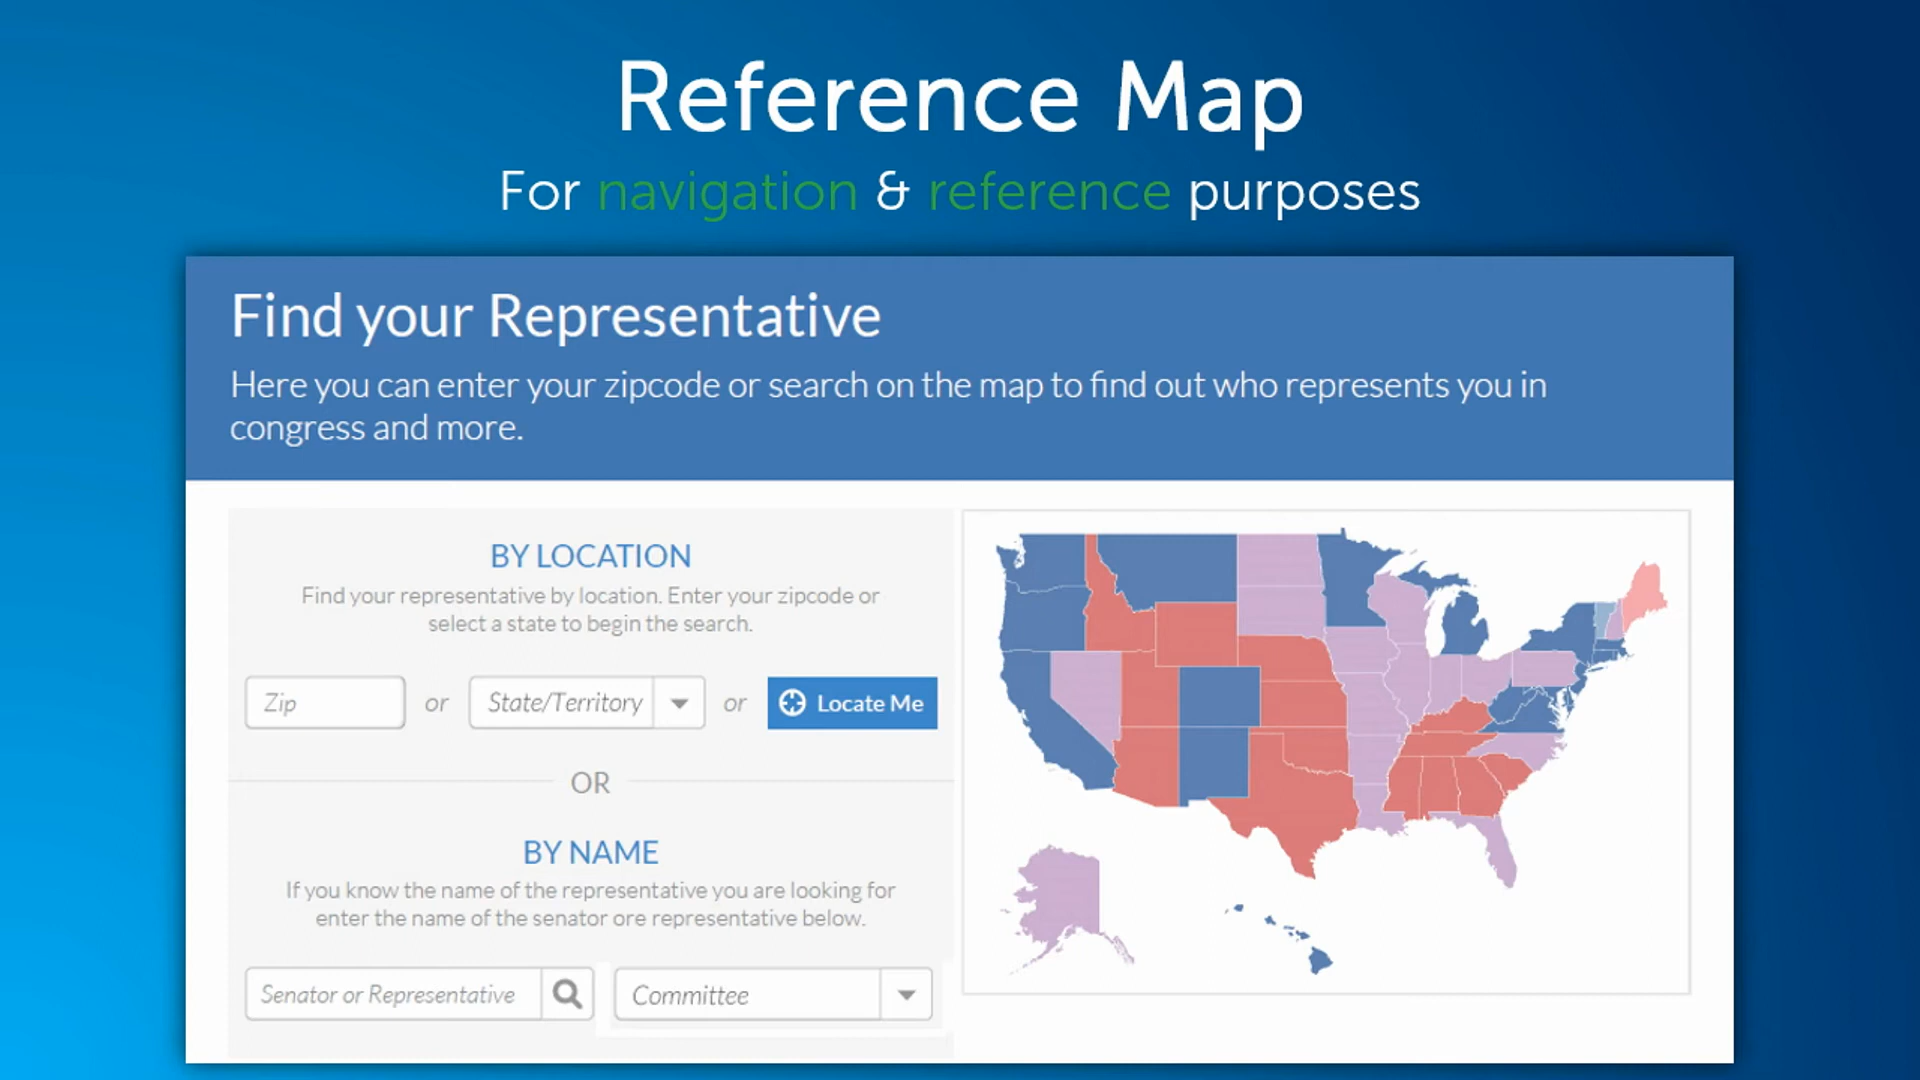 Reference Map
For navigation & reference purposes
Find your Representative
Here you can enter your zipcode or search on the map to find out who represents you in
congress and more.
BY LOCATION
Find your representative by location. Enter your zipcode or
select a state to begin the search.
Zip or State/Territory or Locate Me
OR
BY NAME
If you know the name of the representative you are looking for
enter the name of the senator ore representative below.
Senator or Representative Committee